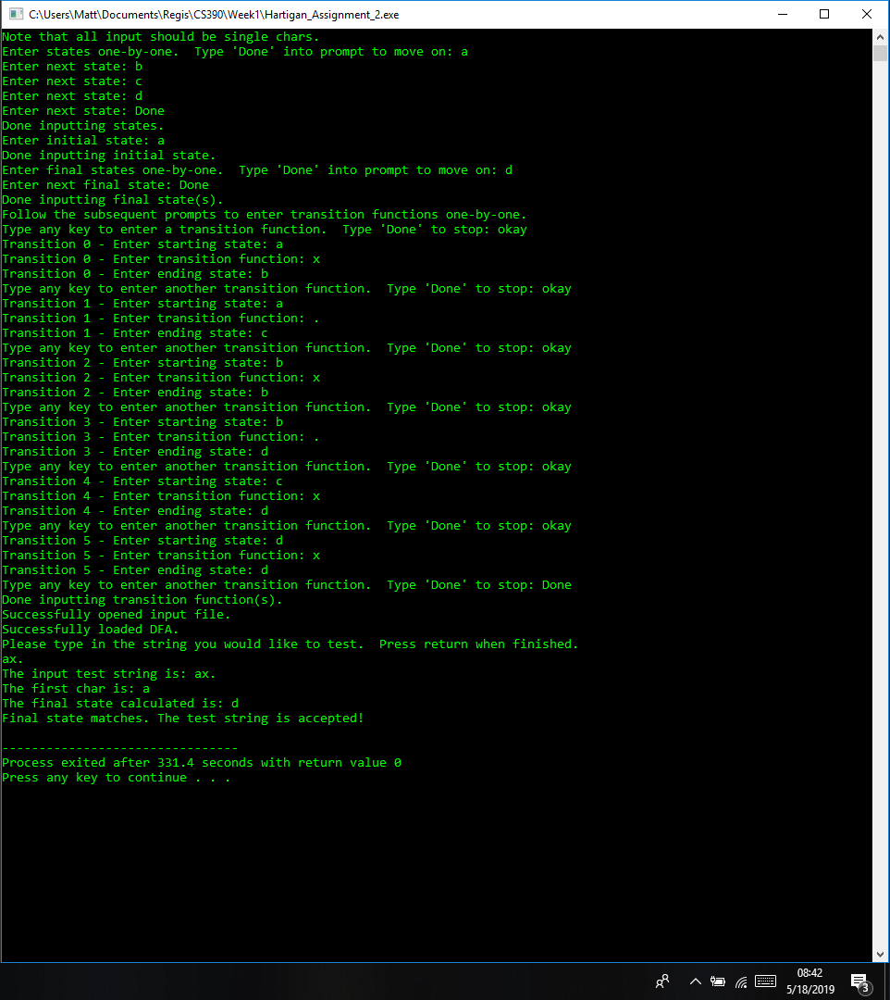 C:\Users\Matt\Documents\Regis\CS390\Week1\Hartigan_Assignment_2.exe
Note that all input should be single chars.
Enter states one-by-one.  Type 'Done' into prompt to move on: a
Enter next state: b
Enter next state: c
Enter next state: d
Enter next state: Done
Done inputting states.
Enter initial state: a
Done inputting initial state.
Enter final states one-by-one.  Type 'Done' into prompt to move on: d
Enter next final state: Done
Done inputting final state(s).
Follow the subsequent prompts to enter transition functions one-by-one.
Type any key to enter a transition function.  Type 'Done' to stop: okay
Transition 0 - Enter starting state: a
Transition 0 - Enter transition function: x
Transition 0 - Enter ending state: b
Type any key to enter another transition function.  Type 'Done' to stop: okay
Transition 1 - Enter starting state: a
Transition 1 - Enter transition function: .
Transition 1 - Enter ending state: c
Type any key to enter another transition function.  Type 'Done' to stop: okay
Transition 2 - Enter starting state: b
Transition 2 - Enter transition function: x
Transition 2 - Enter ending state: b
Type any key to enter another transition function.  Type 'Done' to stop: okay
Transition 3 - Enter starting state: b
Transition 3 - Enter transition function: .
Transition 3 - Enter ending state: d
Type any key to enter another transition function.  Type 'Done' to stop: okay
Transition 4 - Enter starting state: c
Transition 4 - Enter transition function: x
Transition 4 - Enter ending state: d
Type any key to enter another transition function.  Type 'Done' to stop: okay
Transition 5 - Enter starting state: d
Transition 5 - Enter transition function: x
Transition 5 - Enter ending state: d
Type any key to enter another transition function.  Type 'Done' to stop: Done
Done inputting transition function(s).
Successfully opened input file.
Successfully loaded DFA.
Please type in the string you would like to test.  Press return when finished.
ax.
The input test string is: ax.
The first char is: a
The final state calculated is: d
Final state matches. The test string is accepted!
--------------------------------
Process exited after 331.4 seconds with return value 0
Press any key to continue . . .
08:42
5/18/2019
3